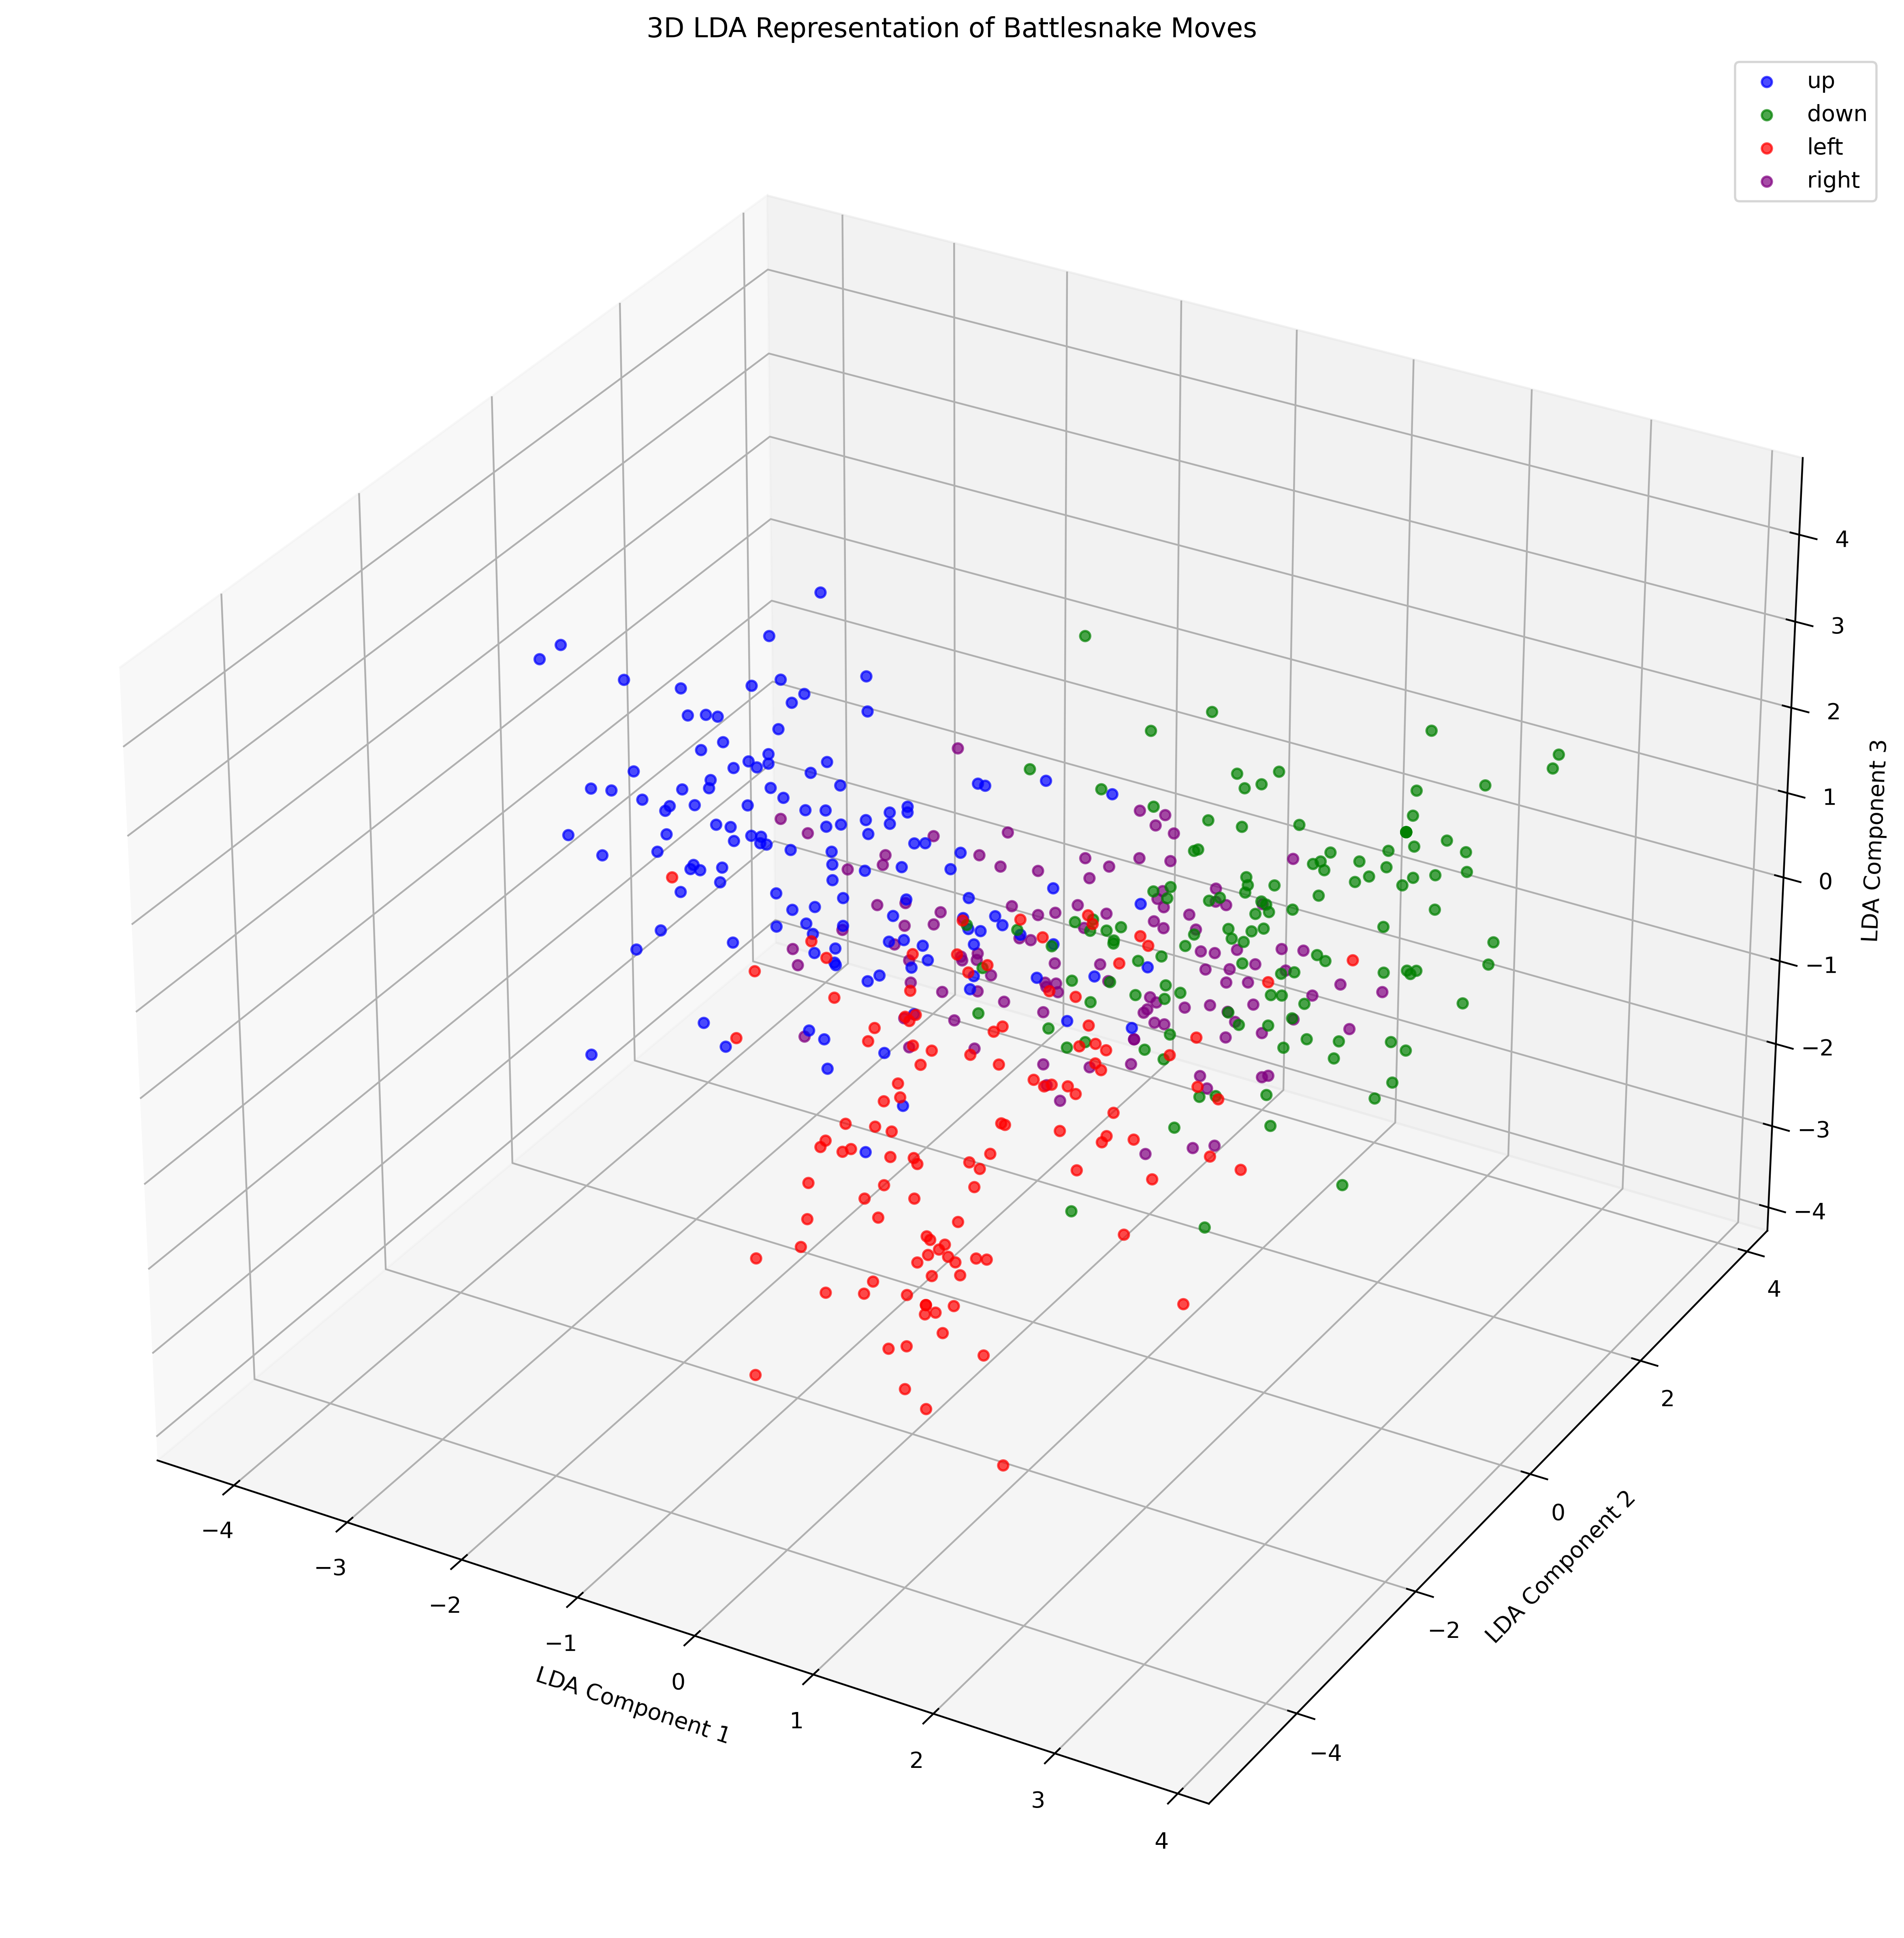 3D LDA Representation of Battlesnake Moves
up
down
left
right
4
3
2
1
0
−1
−2
−3
−4
LDA Component 3
4
2
0
−2
−4
LDA Component 2
−4
−3
−2
−1
0
1
2
3
4
LDA Component 1